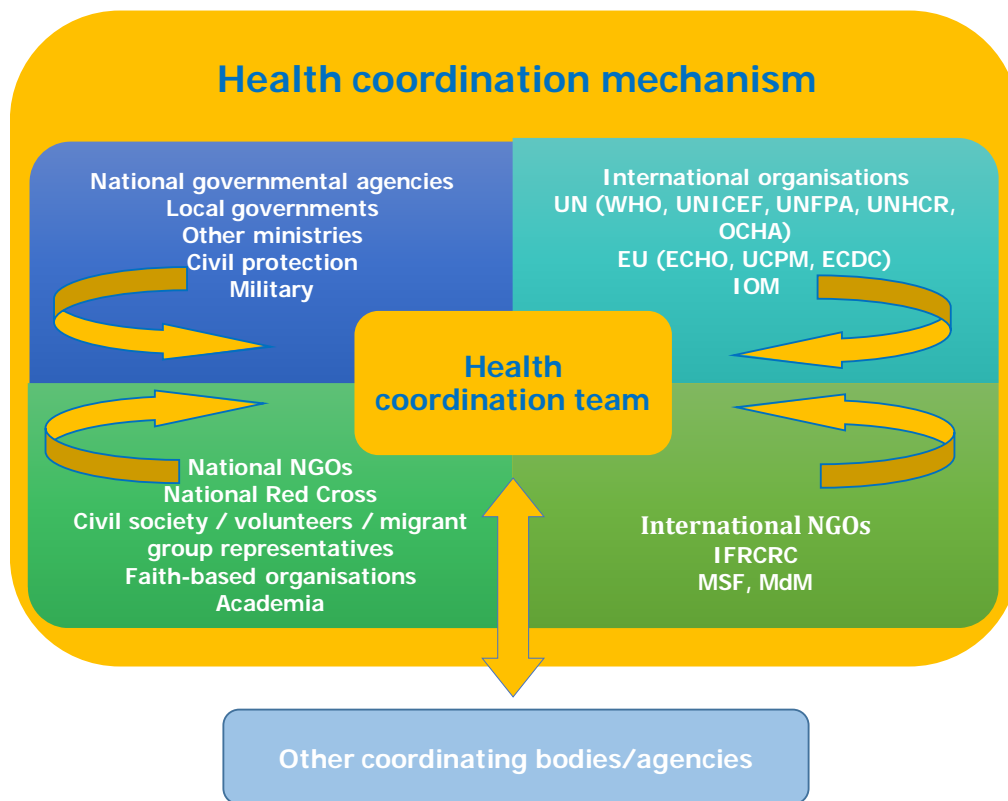 Health coordination mechanism
National governmental agencies
Local governments
Other ministries
Civil protection
Military
International organisations
UN (WHO, UNICEF, UNFPA, UNHCR,
OCHA)
EU (ECHO, UCPM, ECDC)
IOM
Health
coordination team
National NGOs
National Red Cross
Civil society / volunteers / migrant
group representatives
Faith-based organisations
Academia
International NGOs
IFRCRC
MSF, MdM
Other coordinating bodies/agencies